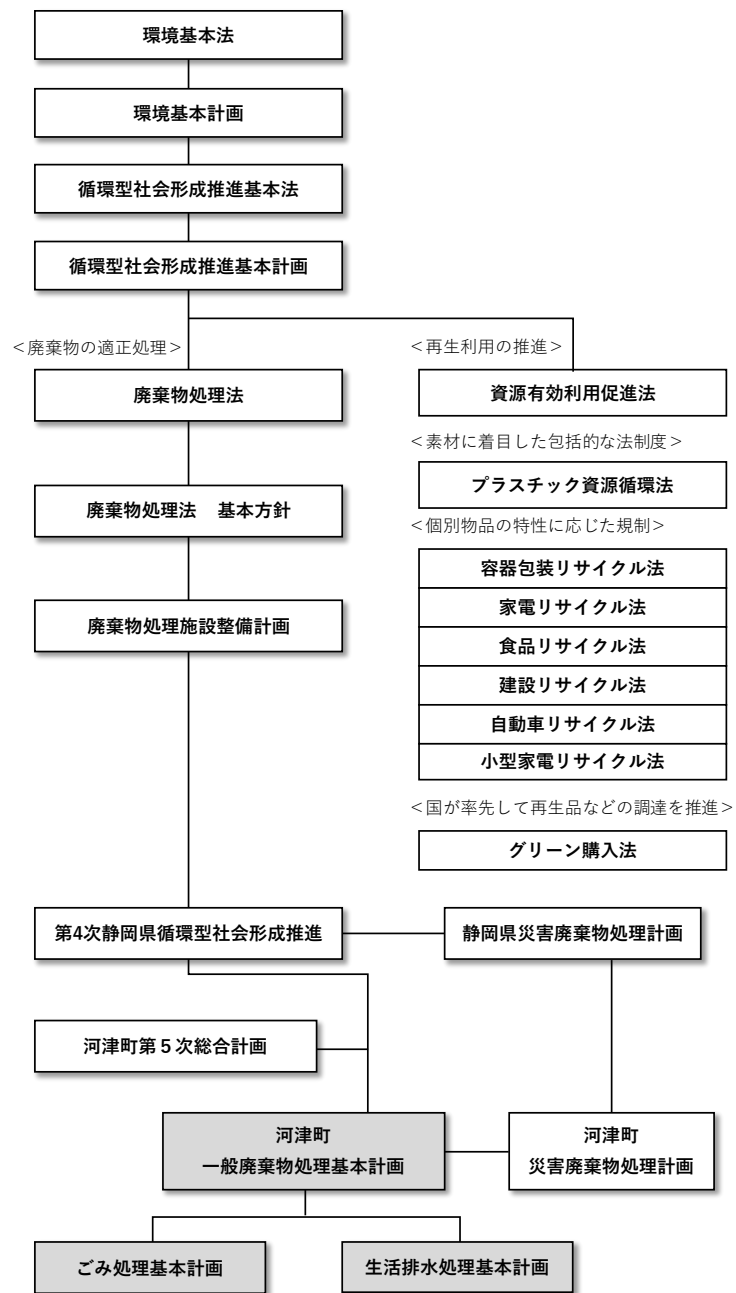 環境基本法
環境基本計画
循環型社会形成推進基本法
循環型社会形成推進基本計画
＜廃棄物の適正処理＞
廃棄物処理法
廃棄物処理法　基本方針
廃棄物処理施設整備計画
＜再生利用の推進＞
資源有効利用促進法
＜素材に着目した包括的な法制度＞
プラスチック資源循環法
＜個別物品の特性に応じた規制＞
容器包装リサイクル法
家電リサイクル法
食品リサイクル法
建設リサイクル法
自動車リサイクル法
小型家電リサイクル法
＜国が率先して再生品などの調達を推進＞
グリーン購入法
第4次静岡県循環型社会形成推進
静岡県災害廃棄物処理計画
河津町第５次総合計画
河津町
一般廃棄物処理基本計画
河津町
災害廃棄物処理計画
ごみ処理基本計画
生活排水処理基本計画